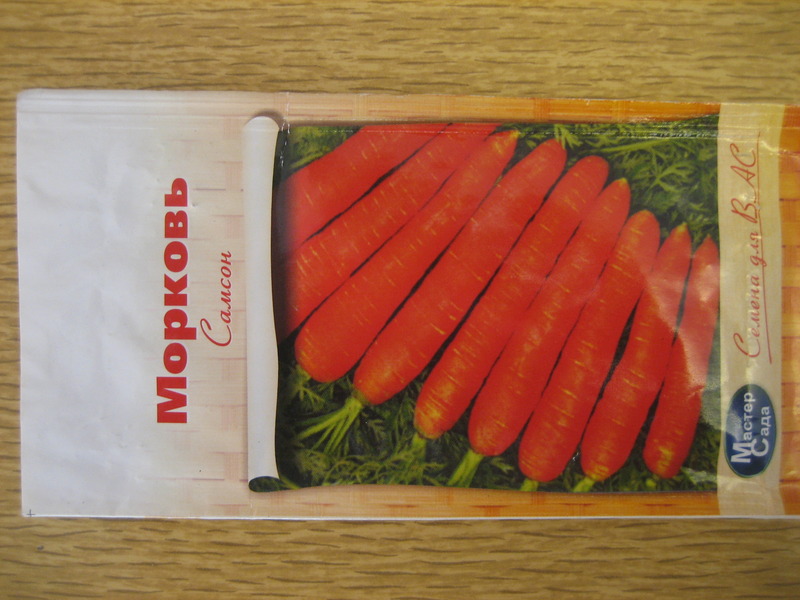 Морковь
Самсон
Семена для ВАС
Мастер
Сада